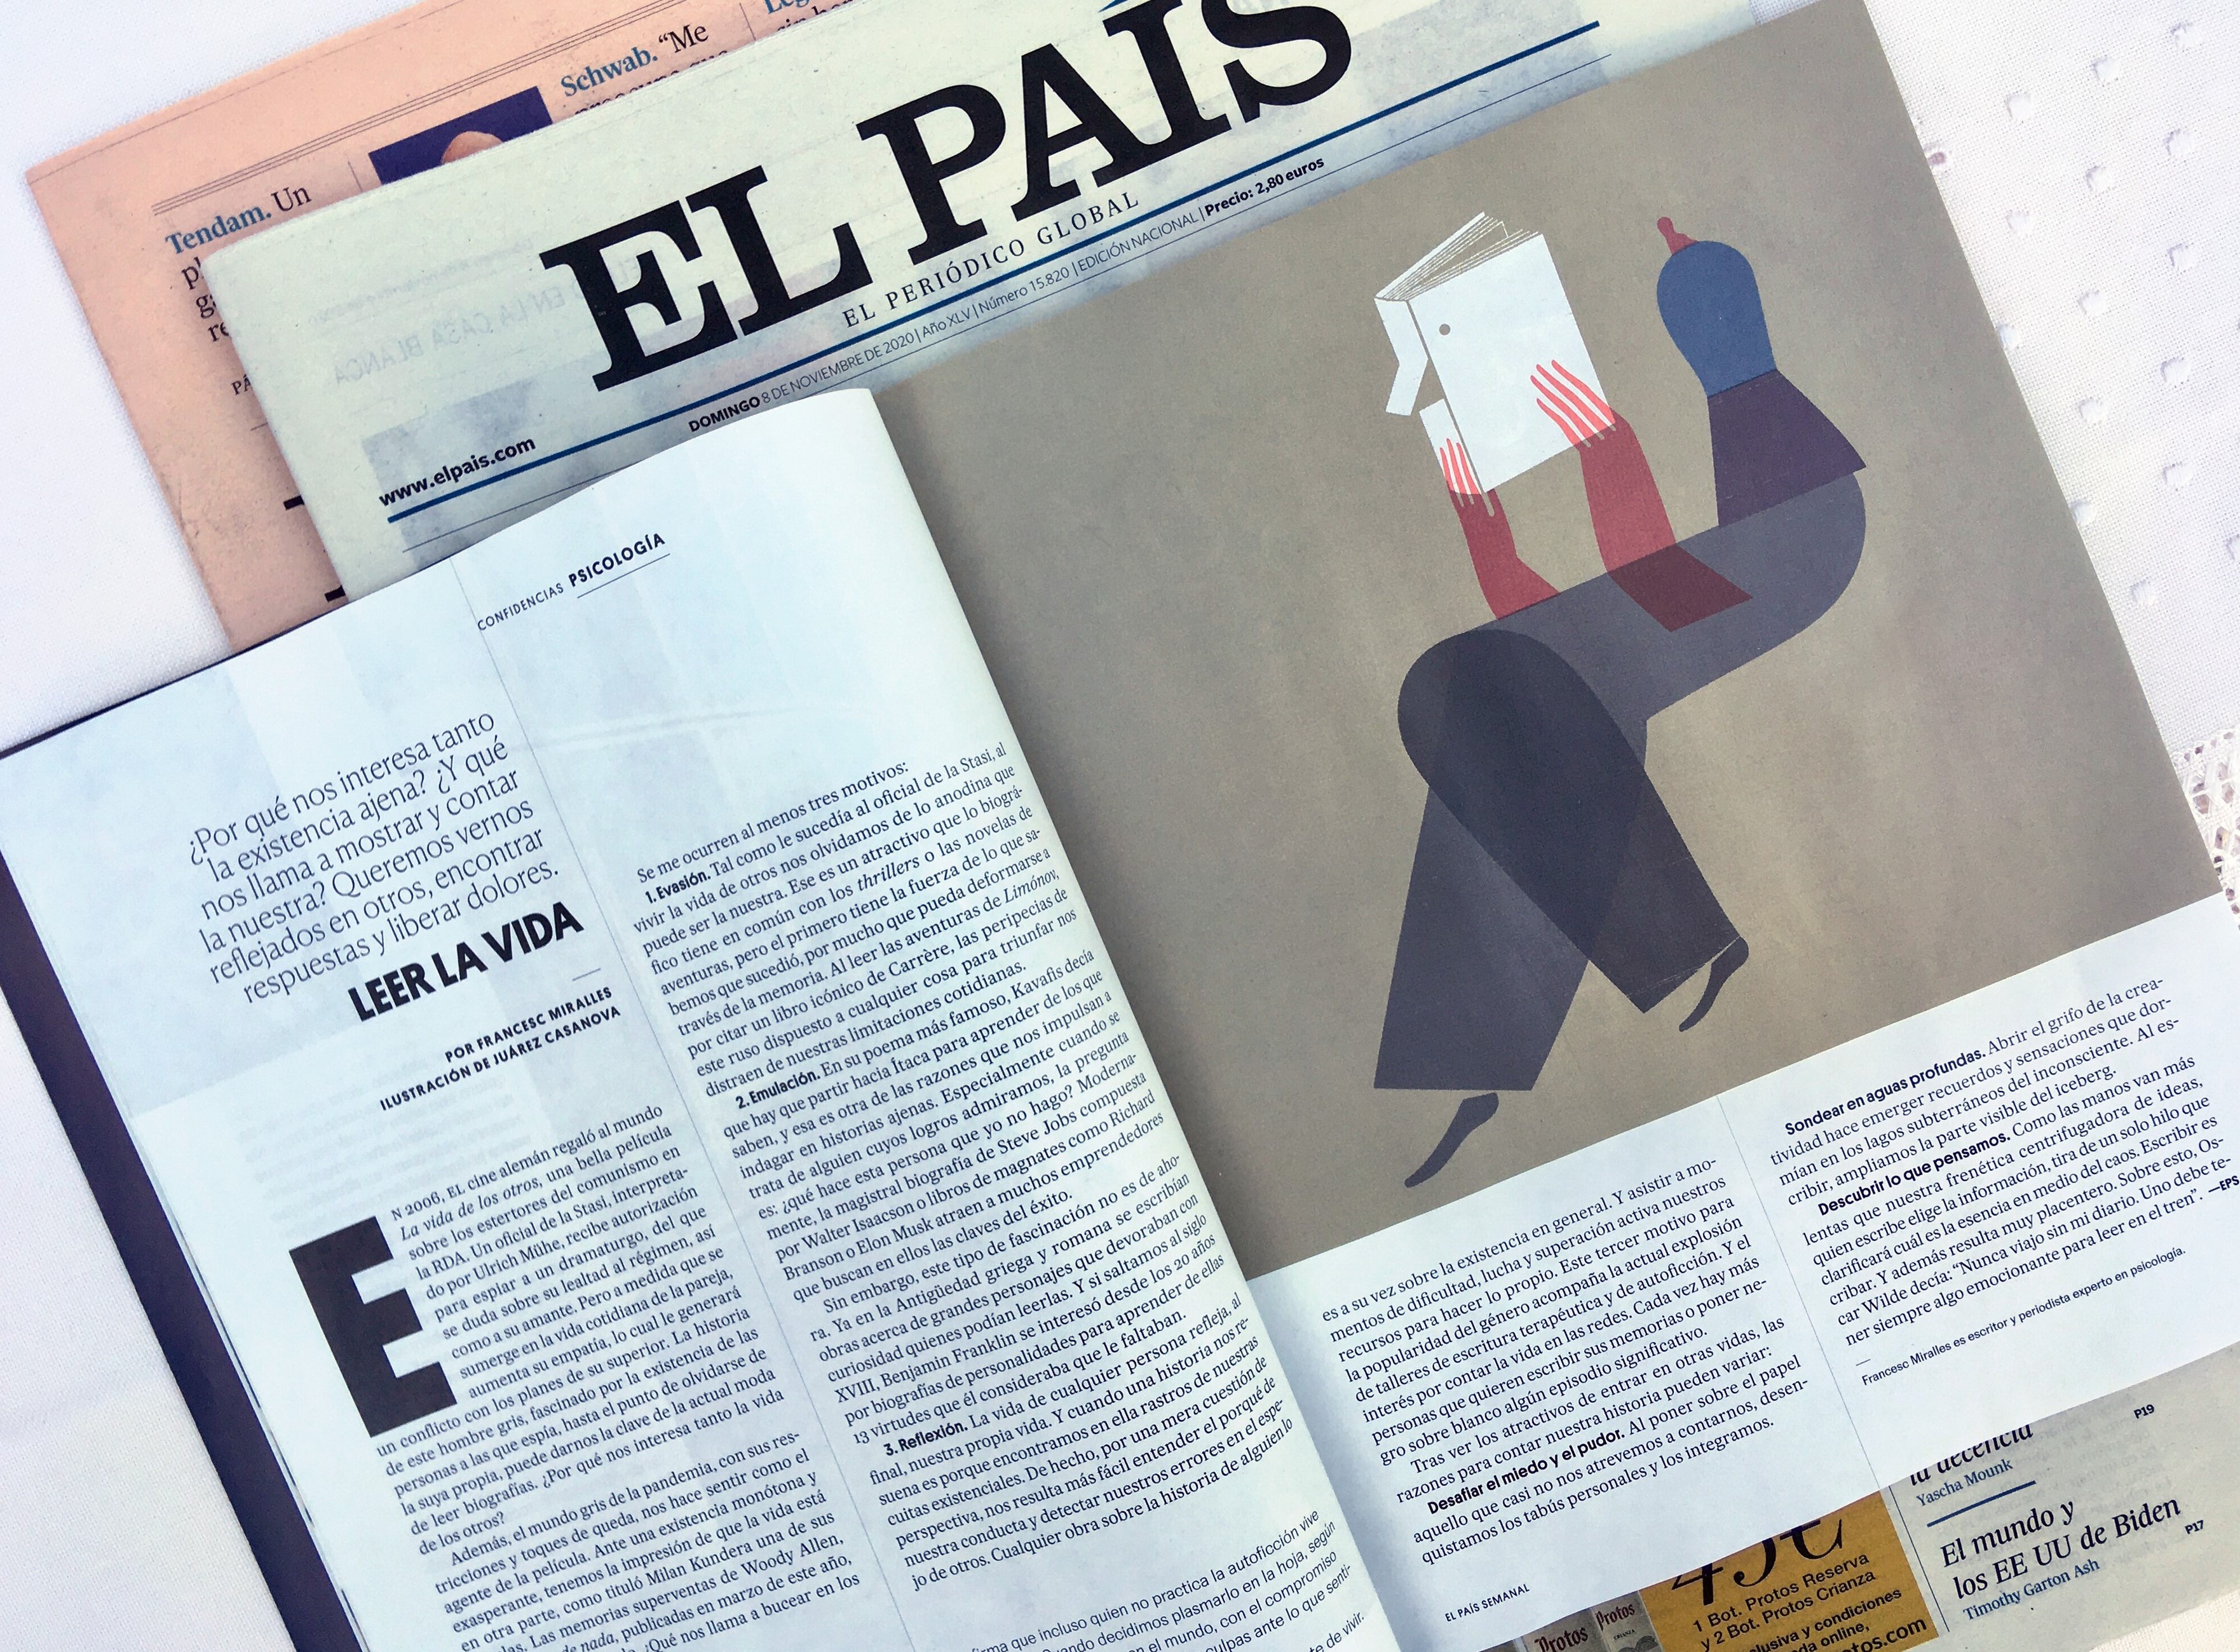 Schwab. “Me
Tendam. Un
EL PAÍS
EL PERIÓDICO GLOBAL
www.elpais.com
DOMINGO 8 DE NOVIEMBRE DE 2020 | Año XLV | Número 15.820 | EDICIÓN NACIONAL | Precio: 2,80 euros
CONFIDENCIAS PSICOLOGÍA
¿Por qué nos interesa tanto
la existencia ajena? ¿Y qué
nos llama a mostrar y contar
la nuestra? Queremos vernos
reflejados en otros, encontrar
respuestas y liberar dolores.
LEER LA VIDA
POR FRANCESC MIRALLES
ILUSTRACIÓN DE JUÁREZ CASANOVA
EN 2006, EL cine alemán regaló al mundo
La vida de los otros, una bella película
sobre los estertores del comunismo en
la RDA. Un oficial de la Stasi, interpreta-
do por Ulrich Mühe, recibe autorización
para espiar a un dramaturgo, del que
se duda sobre su lealtad al régimen, así
como a su amante. Pero a medida que se
sumerge en la vida cotidiana de la pareja,
aumenta su empatía, lo cual le generará
un conflicto con los planes de su superior. La historia
de este hombre gris, fascinado por la existencia de las
personas a las que espía, hasta el punto de olvidarse de
la suya propia, puede darnos la clave de la actual moda
de leer biografías. ¿Por qué nos interesa tanto la vida
de los otros?
Además, el mundo gris de la pandemia, con sus res-
tricciones y toques de queda, nos hace sentir como el
agente de la película. Ante una existencia monótona y
exasperante, tenemos la impresión de que la vida está
en otra parte, como tituló Milan Kundera una de sus
las. Las memorias superventas de Woody Allen,
de nada, publicadas en marzo de este año,
¿Qué nos llama a bucear en los
Se me ocurren al menos tres motivos:
1. Evasión. Tal como le sucedía al oficial de la Stasi, al
vivir la vida de otros nos olvidamos de lo anodina que
puede ser la nuestra. Ese es un atractivo que lo biográ-
fico tiene en común con los thrillers o las novelas de
aventuras, pero el primero tiene la fuerza de lo que sa-
bemos que sucedió, por mucho que pueda deformarse a
través de la memoria. Al leer las aventuras de Limónov,
por citar un libro icónico de Carrère, las peripecias de
este ruso dispuesto a cualquier cosa para triunfar nos
distraen de nuestras limitaciones cotidianas.
2. Emulación. En su poema más famoso, Kavafis decía
que hay que partir hacia Ítaca para aprender de los que
saben, y esa es otra de las razones que nos impulsan a
indagar en historias ajenas. Especialmente cuando se
trata de alguien cuyos logros admiramos, la pregunta
es: ¿qué hace esta persona que yo no hago? Moderna-
mente, la magistral biografía de Steve Jobs compuesta
por Walter Isaacson o libros de magnates como Richard
Branson o Elon Musk atraen a muchos emprendedores
que buscan en ellos las claves del éxito.
Sin embargo, este tipo de fascinación no es de aho-
ra. Ya en la Antigüedad griega y romana se escribían
obras acerca de grandes personajes que devoraban con
curiosidad quienes podían leerlas. Y si saltamos al siglo
XVIII, Benjamin Franklin se interesó desde los 20 años
por biografías de personalidades para aprender de ellas
13 virtudes que él consideraba que le faltaban.
3. Reflexión. La vida de cualquier persona refleja, al
final, nuestra propia vida. Y cuando una historia nos re-
suena es porque encontramos en ella rastros de nuestras
cuitas existenciales. De hecho, por una mera cuestión de
perspectiva, nos resulta más fácil entender el porqué de
nuestra conducta y detectar nuestros errores en el espe-
jo de otros. Cualquier obra sobre la historia de alguien lo
irma que incluso quien no practica la autoficción vive
uando decidimos plasmarlo en la hoja, según
en el mundo, con el compromiso
culpas ante lo que senti-
te de vivir.
es a su vez sobre la existencia en general. Y asistir a mo-
mentos de dificultad, lucha y superación activa nuestros
recursos para hacer lo propio. Este tercer motivo para
la popularidad del género acompaña la actual explosión
de talleres de escritura terapéutica y de autoficción. Y el
interés por contar la vida en las redes. Cada vez hay más
personas que quieren escribir sus memorias o poner ne-
gro sobre blanco algún episodio significativo.
Tras ver los atractivos de entrar en otras vidas, las
razones para contar nuestra historia pueden variar:
Desafiar el miedo y el pudor. Al poner sobre el papel
aquello que casi no nos atrevemos a contarnos, desen-
quistamos los tabús personales y los integramos.
Sondear en aguas profundas. Abrir el grifo de la crea-
tividad hace emerger recuerdos y sensaciones que dor-
mían en los lagos subterráneos del inconsciente. Al es-
cribir, ampliamos la parte visible del iceberg.
Descubrir lo que pensamos. Como las manos van más
lentas que nuestra frenética centrifugadora de ideas,
quien escribe elige la información, tira de un solo hilo que
clarificará cuál es la esencia en medio del caos. Escribir es
cribar. Y además resulta muy placentero. Sobre esto, Os-
car Wilde decía: “Nunca viajo sin mi diario. Uno debe te-
ner siempre algo emocionante para leer en el tren”. —EPS
Francesc Miralles es escritor y periodista experto en psicología.
EL PAÍS SEMANAL
la decencia
Yascha Mounk
P19
El mundo y
los EE UU de Biden
Timothy Garton Ash
P17
45€
1 Bot. Protos Reserva
y 2 Bot. Protos Crianza
lusiva y condiciones
ada online,
otos.com
Protos
Protos
CRIANZA